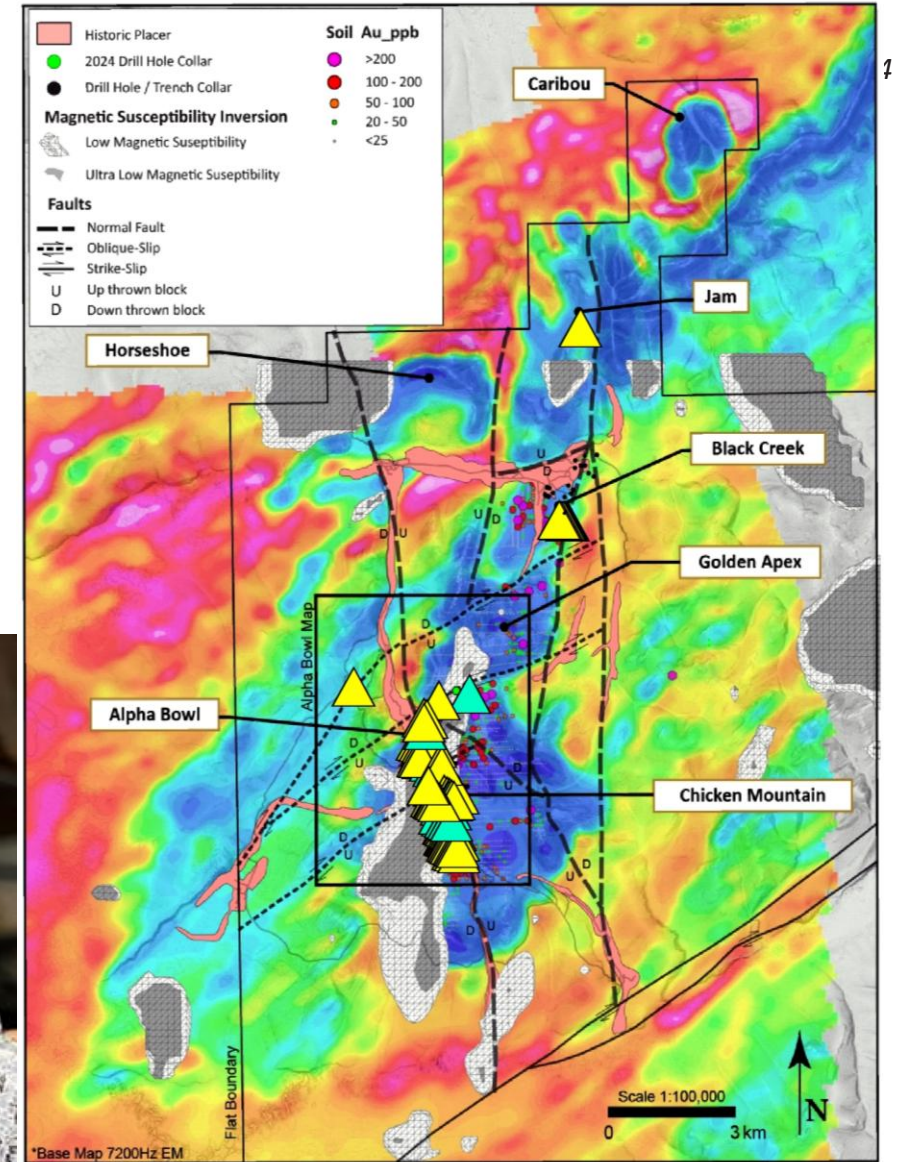 Historic Placer
2024 Drill Hole Collar
Drill Hole / Trench Collar
Magnetic Susceptibility Inversion
Low Magnetic Suseptibility
Ultra Low Magnetic Suseptibility
Faults
Normal Fault
Oblique-Slip
Strike-Slip
U Up thrown block
D Down thrown block
Soil Au_ppb
>200
100 - 200
50 - 100
20 - 50
<25
4
Caribou
Jam
Horseshoe
Black Creek
U
D
U D
D U
Golden Apex
Alpha Bowl Map
D
U
Alpha Bowl
D
U
D
U
Chicken Mountain
D
U
D
U
D U
Flat Boundary
Scale 1:100,000
0 3 km
N
*Base Map 7200Hz EM